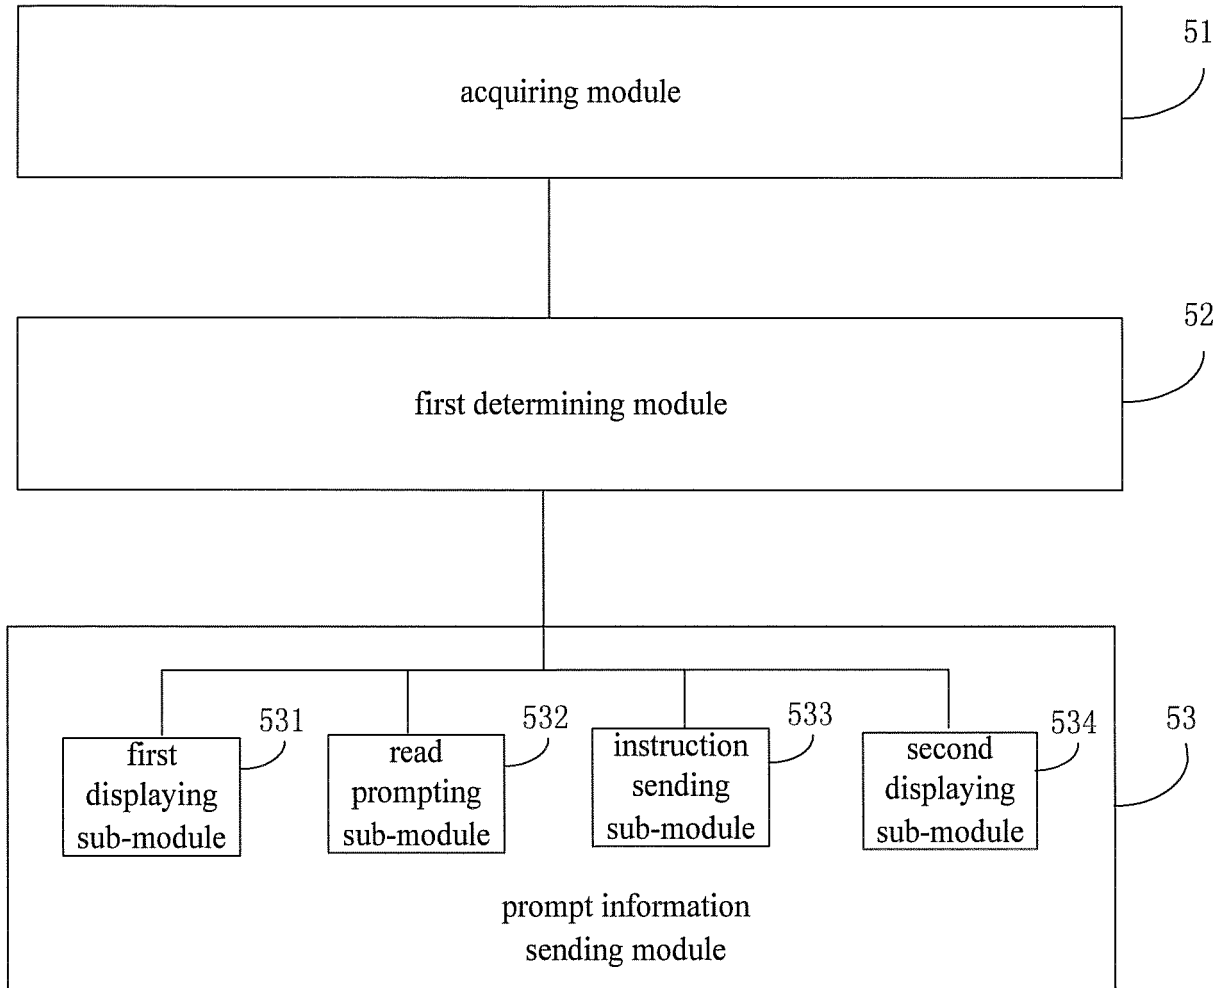 51
acquiring module
52
first determining module
531
532
533
534
53
first
displaying
sub-module
read
prompting
sub-module
instruction
sending
sub-module
second
displaying
sub-module
prompt information
sending module